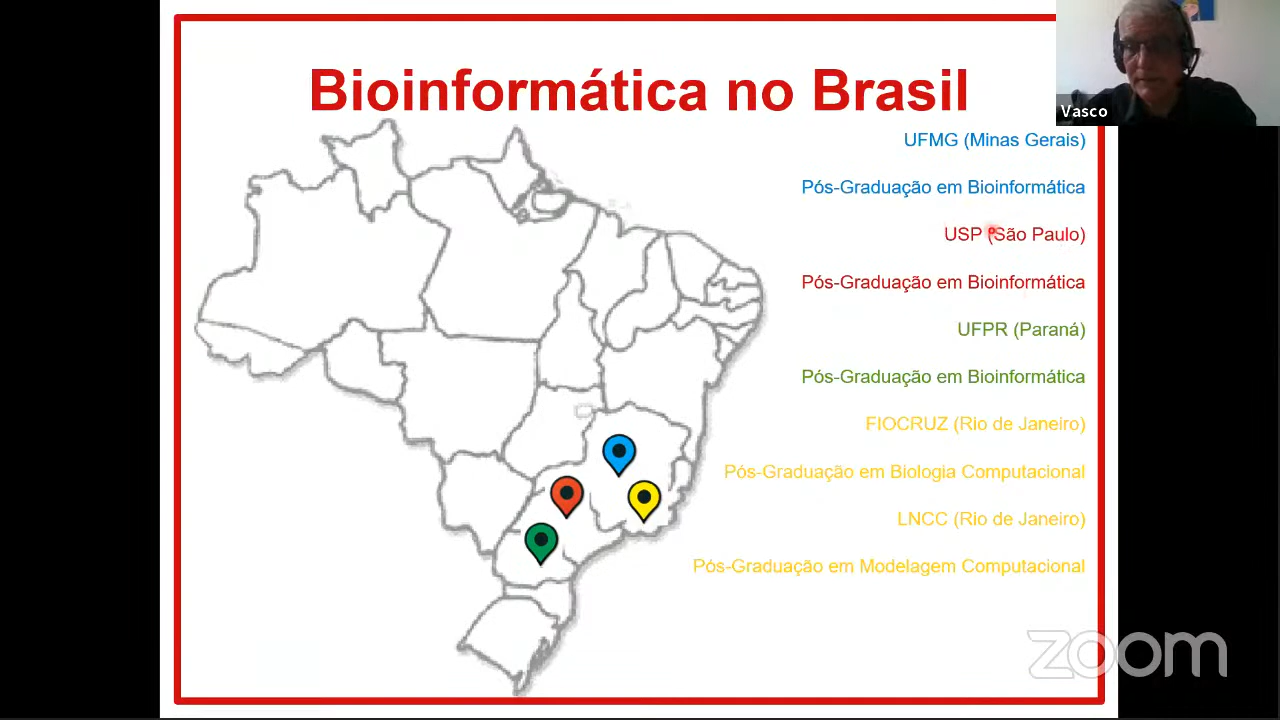 Bioinformática no Brasil
Vasco
UFMG (Minas Gerais)
Pós-Graduação em Bioinformática
USP (São Paulo)
Pós-Graduação em Bioinformática
UFPR (Paraná)
Pós-Graduação em Bioinformática
FIOCRUZ (Rio de Janeiro)
Pós-Graduação em Biologia Computacional
LNCC (Rio de Janeiro)
Pós-Graduação em Modelagem Computacional
zoom